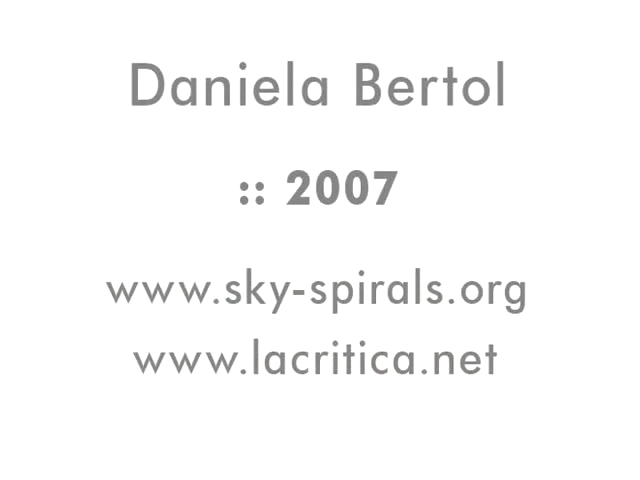 Daniela Bertol
:: 2007
www.sky-spirals.org
www.lacritica.net